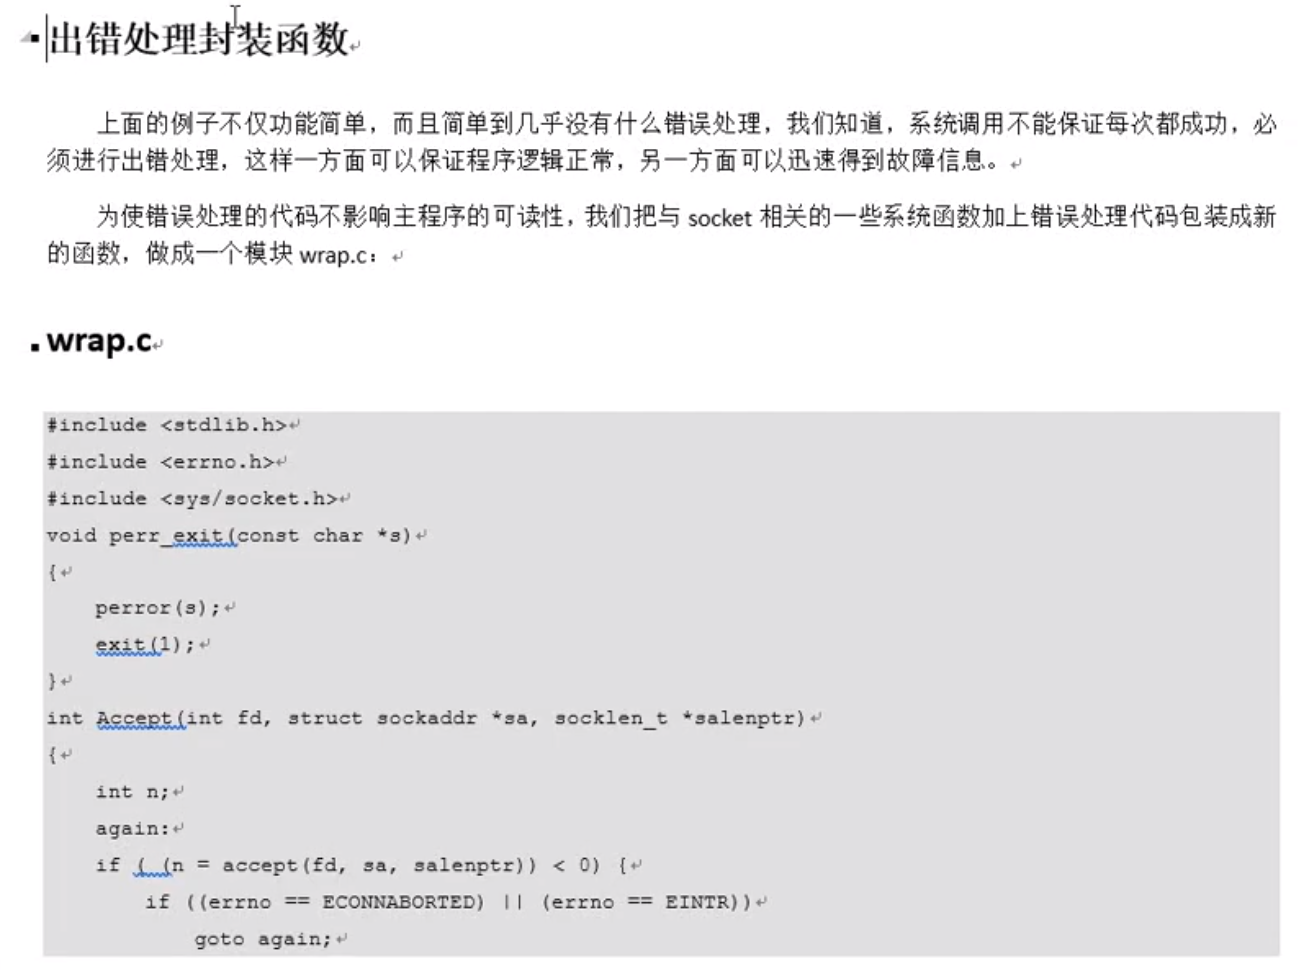 出错处理封装函数
上面的例子不仅功能简单，而且简单到几乎没有什么错误处理，我们知道，系统调用不能保证每次都成功，必
须进行出错处理，这样一方面可以保证程序逻辑正常，另一方面可以迅速得到故障信息。
为使错误处理的代码不影响主程序的可读性，我们把与 socket 相关的一些系统函数加上错误处理代码包装成新
的函数，做成一个模块 wrap.c：
wrap.c
#include <stdlib.h>
#include <errno.h>
#include <sys/socket.h>
void perr_exit(const char *s)
{
    perror(s);
    exit(1);
}
int Accept(int fd, struct sockaddr *sa, socklen_t *salenptr)
{
    int n;
    again:
    if ( (n = accept(fd, sa, salenptr)) < 0) {
        if ((errno == ECONNABORTED) || (errno == EINTR))
            goto again;